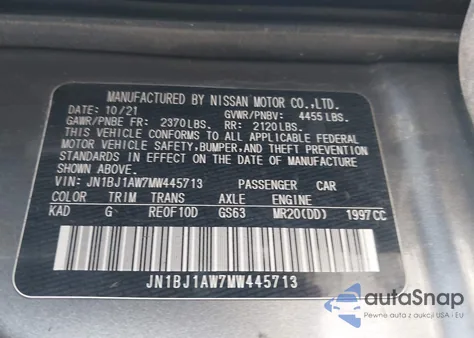 MANUFACTURED BY NISSAN MOTOR CO.,LTD.
DATE: 10/21 GVWR/PNBV: 4455 LBS.
GAWR/PNBE FR: 2370 LBS. RR: 2120 LBS.
THIS VEHICLE CONFORMS TO ALL APPLICABLE FEDERAL
MOTOR VEHICLE SAFETY, BUMPER, AND THEFT PREVENTION
STANDARDS IN EFFECT ON THE DATE OF MANUFACTURE
SHOWN ABOVE.
VIN: JN1BJ1AW7MW445713 PASSENGER CAR
COLOR TRIM TRANS AXLE ENGINE
KAD G RE0F10D GS63 MR20(DD) 1997CC
JN1BJ1AW7MW445713
autaSnap
Pewne auto z USA i EU